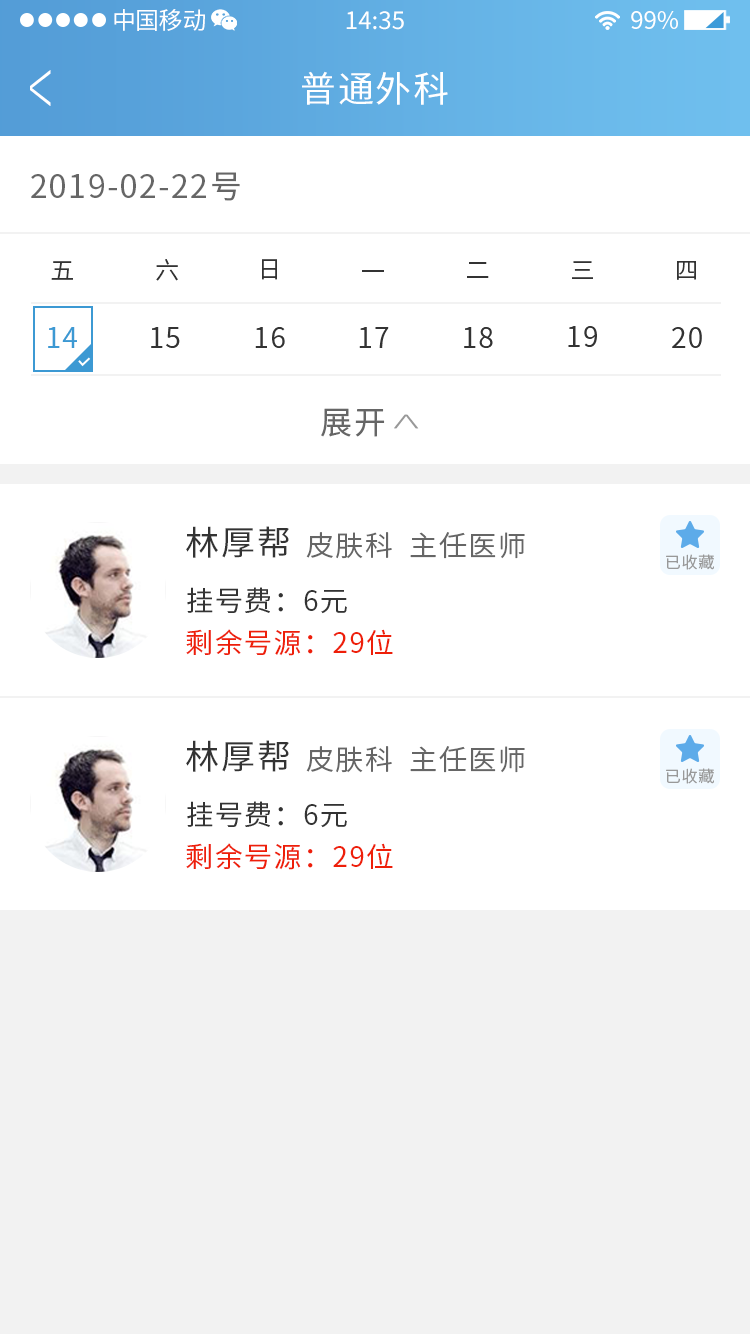 中国移动 14:35 99%
普通外科
2019-02-22号
五 六 日 一 二 三 四
14 15 16 17 18 19 20
展开
林厚帮 皮肤科 主任医师
已收藏
挂号费：6元
剩余号源：29位
林厚帮 皮肤科 主任医师
已收藏
挂号费：6元
剩余号源：29位